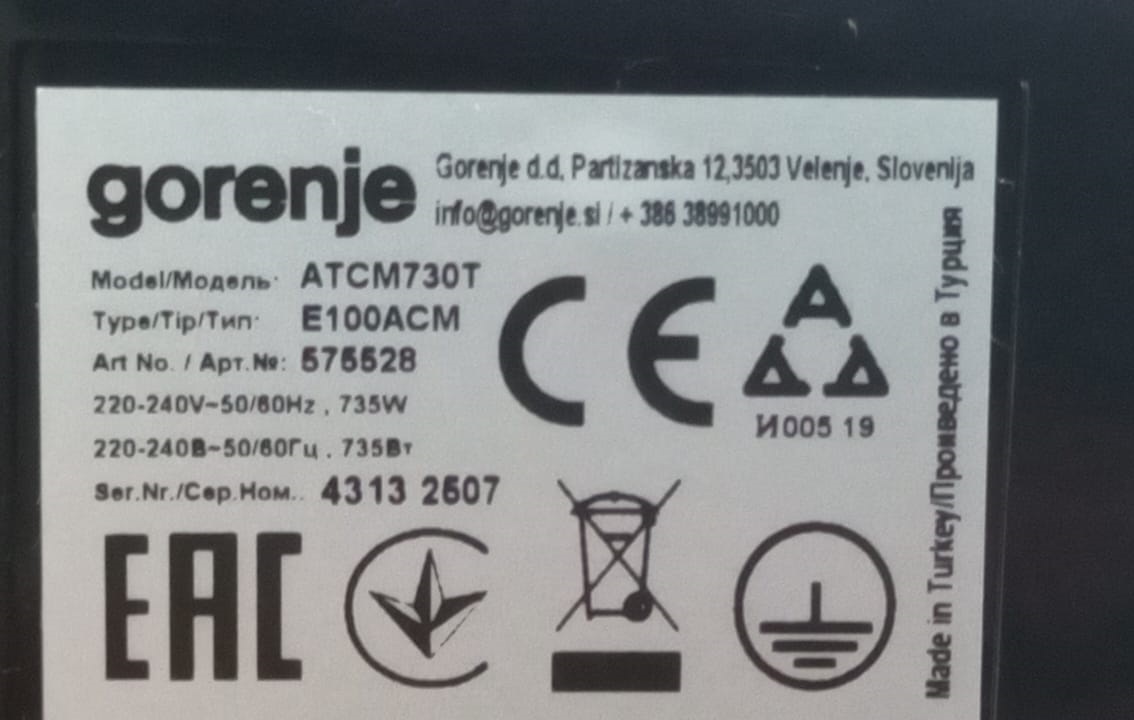 gorenje
Gorenje d.d, Partizanska 12,3503 Velenje, Slovenija
info@gorenje.si / + 386 38991000
Model/Модель: ATCM730T
Type/Tip/Тип: E100ACM
Art No. / Арт.№: 575528
220-240V~50/60Hz , 735W
220-240В~50/60Гц , 735Вт
Ser.Nr./Сер.Ном.. 4313 2507
CE
И005 19
EAC
Made in Turkey/Произведено в Турция